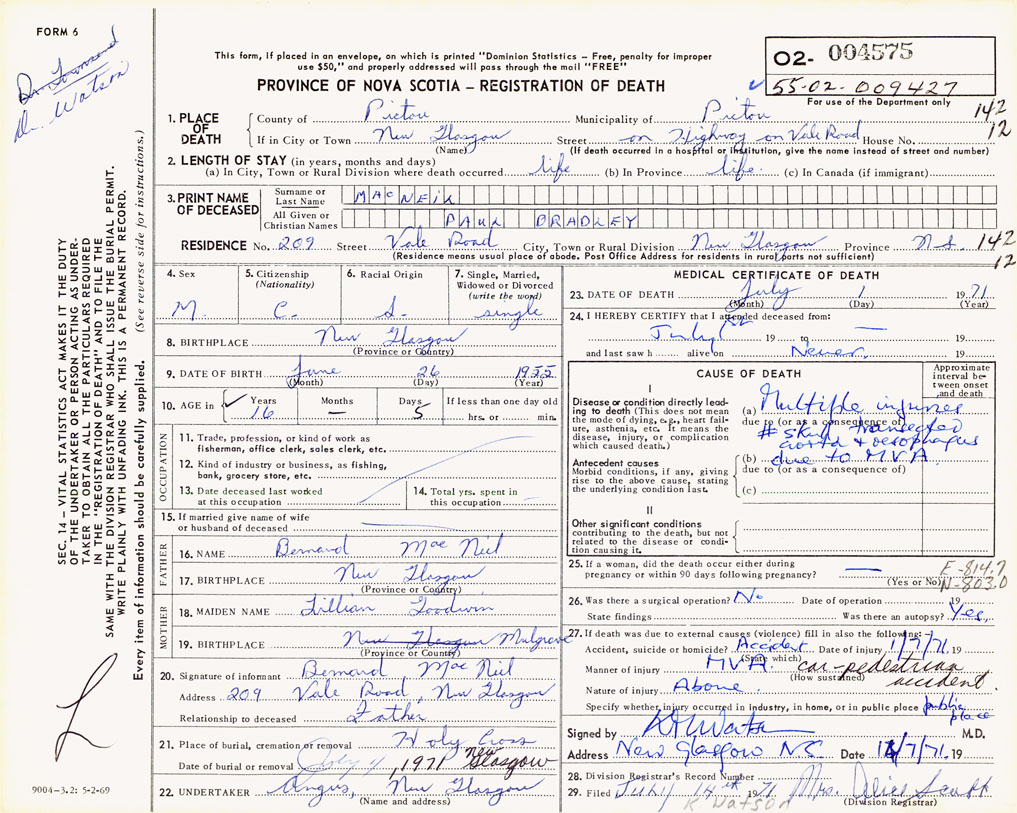 FORM 6
Dr. Townsend
Dr. Watson
This form, if placed in an envelope, on which is printed "Dominion Statistics – Free, penalty for improper
use $50," and properly addressed will pass through the mail "FREE"
PROVINCE OF NOVA SCOTIA – REGISTRATION OF DEATH
02- 004575
✓ 55-02-009427
For use of the Department only
142
12
1. PLACE OF DEATH
County of Pictou Municipality of Pictou
If in City or Town New Glasgow Street on Highway on Vale Road House No.
(Name) (If death occurred in a hospital or institution, give the name instead of street and number)
2. LENGTH OF STAY (in years, months and days)
(a) In City, Town or Rural Division where death occurred life (b) In Province life. (c) In Canada (if immigrant)
3. PRINT NAME OF DECEASED
Surname or Last Name MACNEIL
All Given or Christian Names PAUL BRADLEY
RESIDENCE No. 209 Street Vale Road City, Town or Rural Division New Glasgow Province N.S. 142
(Residence means usual place of abode. Post Office Address for residents in rural parts not sufficient) 12
4. Sex
M.
5. Citizenship
(Nationality)
C.
6. Racial Origin
S.
7. Single, Married,
Widowed or Divorced
(write the word)
single
8. BIRTHPLACE New Glasgow
(Province or Country)
9. DATE OF BIRTH June 26 1955
(Month) (Day) (Year)
10. AGE in ✓ Years Months Days If less than one day old
16 — 5 hrs. or min.
OCCUPATION
11. Trade, profession, or kind of work as
fisherman, office clerk, sales clerk, etc.
12. Kind of industry or business, as fishing,
bank, grocery store, etc.
13. Date deceased last worked
at this occupation
14. Total yrs. spent in
this occupation
15. If married give name of wife
or husband of deceased
FATHER
16. NAME Bernard Mac Neil
17. BIRTHPLACE New Glasgow
(Province or Country)
MOTHER
18. MAIDEN NAME Lillian Goodwin
19. BIRTHPLACE New Glasgow Mulgrave
(Province or Country)
20. Signature of informant Bernard Mac Neil
Address 209 Vale Road, New Glasgow
Relationship to deceased Father
21. Place of burial, cremation or removal Holy Cross
Date of burial or removal July 4, 1971 New Glasgow
22. UNDERTAKER Angus, New Glasgow
(Name and address)
MEDICAL CERTIFICATE OF DEATH
23. DATE OF DEATH July 1 1971
(Month) (Day) (Year)
24. I HEREBY CERTIFY that I attended deceased from:
July 1st 19 to — 19
and last saw h alive on Never 19
CAUSE OF DEATH
Approximate
interval be-
tween onset
and death
I
Disease or condition directly lead-
ing to death (This does not mean
the mode of dying, e.g., heart fail-
ure, asthenia, etc. It means the
disease, injury, or complication
which caused death.)
(a) Multiple injuries
due to (or as a consequence of)
# skull, transected
aorta + oesophagus
Antecedent causes
Morbid conditions, if any, giving
rise to the above cause, stating
the underlying condition last.
(b) due to MVA.
due to (or as a consequence of)
(c)
II
Other significant conditions
contributing to the death, but not
related to the disease or condi-
tion causing it.
25. If a woman, did the death occur either during
pregnancy or within 90 days following pregnancy? —
(Yes or No)
E-814.7
N-803.0
26. Was there a surgical operation? No Date of operation 19
State findings Was there an autopsy? Yes.
27. If death was due to external causes (violence) fill in also the following:
Accident, suicide or homicide? Accident Date of injury 1/7/71. 19
(State which)
Manner of injury MVA. car-pedestrian accident.
(How sustained)
Nature of injury Above
Specify whether injury occurred in industry, in home, or in public place public place
Signed by M.D.
Address New Glasgow NS. Date 14/7/71. 19
28. Division Registrar's Record Number
29. Filed July 14th 1971 Mrs. Alice Scott
(Division Registrar)
K Watson
SEC. 14 – VITAL STATISTICS ACT MAKES IT THE DUTY
OF THE UNDERTAKER OR PERSON ACTING AS UNDER-
TAKER TO OBTAIN ALL THE PARTICULARS REQUIRED
IN THE "REGISTRATION OF DEATH" AND TO FILE THE
SAME WITH THE DIVISION REGISTRAR WHO SHALL ISSUE THE BURIAL PERMIT.
WRITE PLAINLY WITH UNFADING INK. THIS IS A PERMANENT RECORD.
Every item of information should be carefully supplied. (See reverse side for instructions.)
L
9004-3.2: 5-2-69